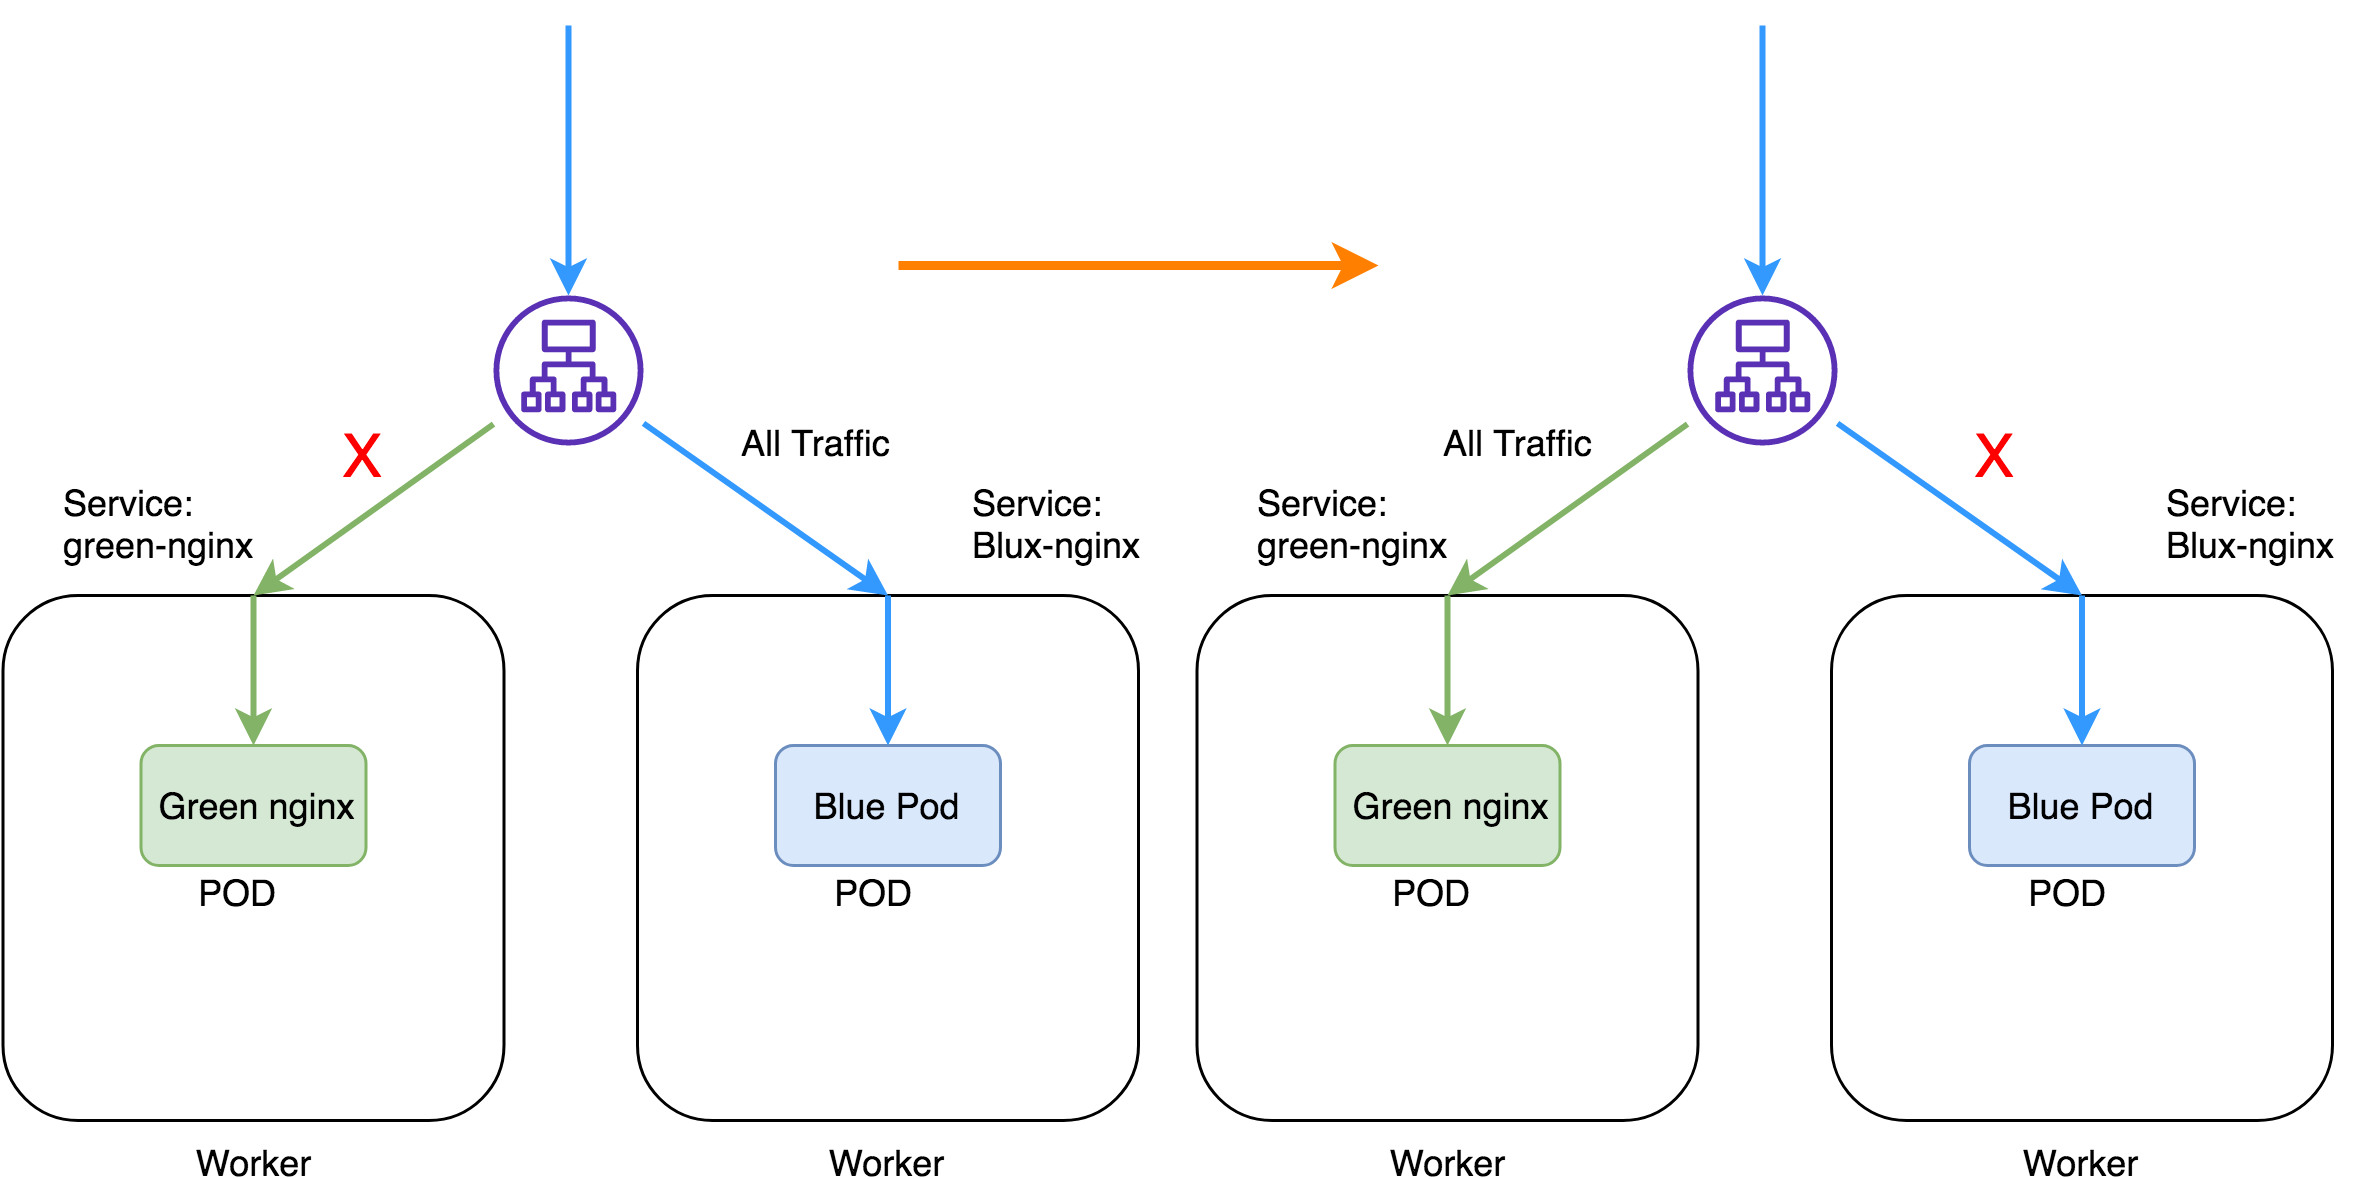 X
All Traffic
Service:
green-nginx
Service:
Blux-nginx
Green nginx
POD
Blue Pod
POD
Worker
Worker
All Traffic
X
Service:
green-nginx
Service:
Blux-nginx
Green nginx
POD
Blue Pod
POD
Worker
Worker